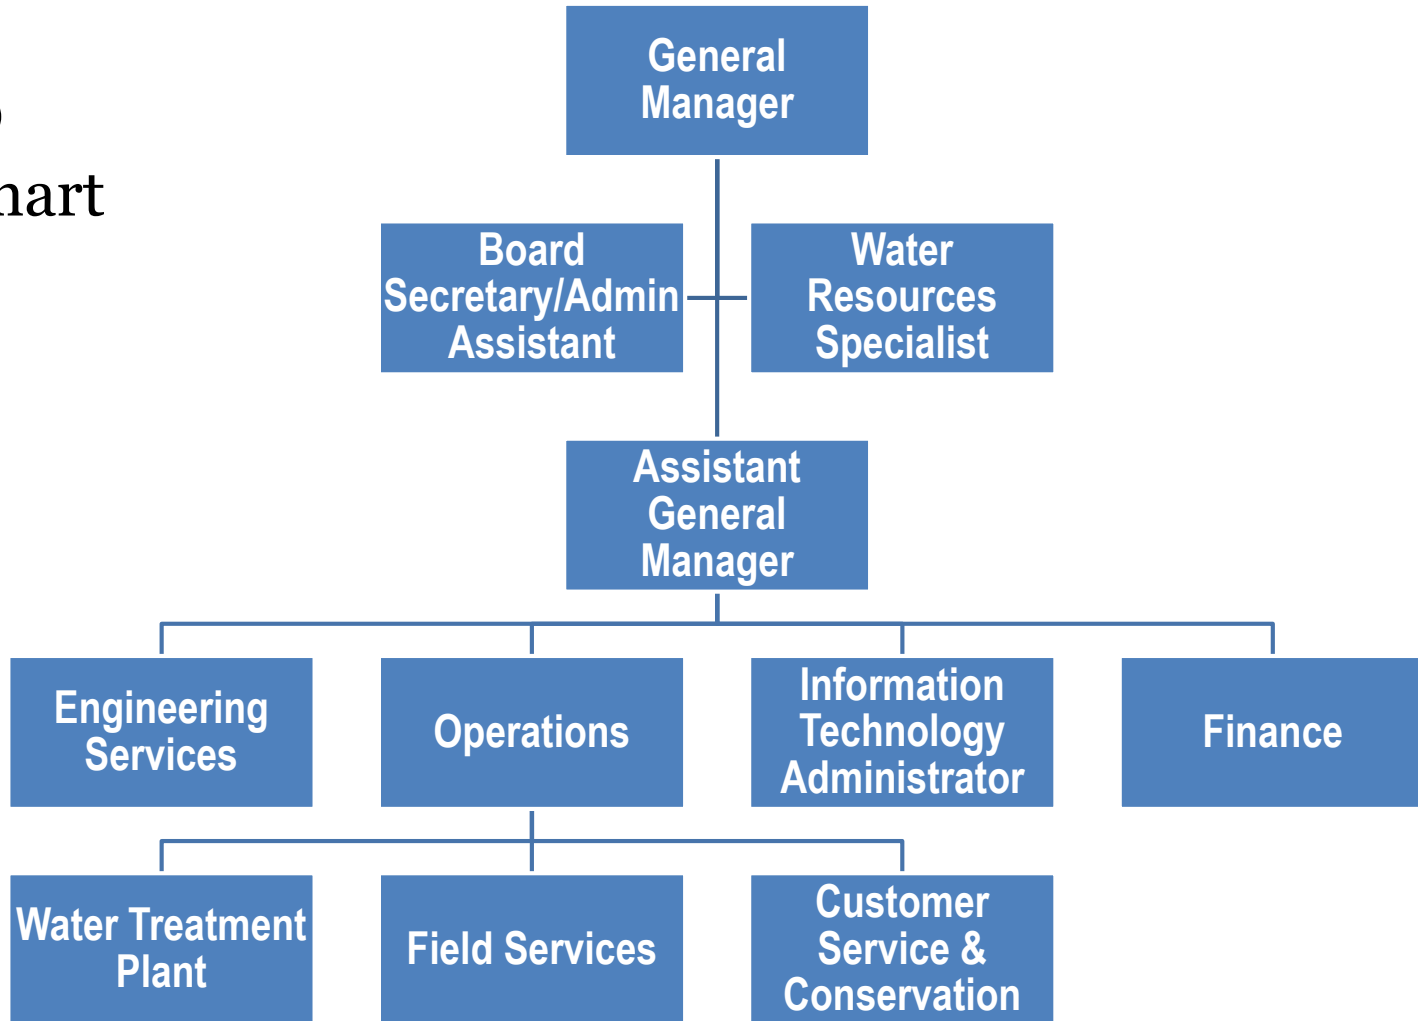 General
Manager
Board
Secretary/Admin
Assistant
Water
Resources
Specialist
Assistant
General
Manager
Engineering
Services
Operations
Information
Technology
Administrator
Finance
Water Treatment
Plant
Field Services
Customer
Service &
Conservation